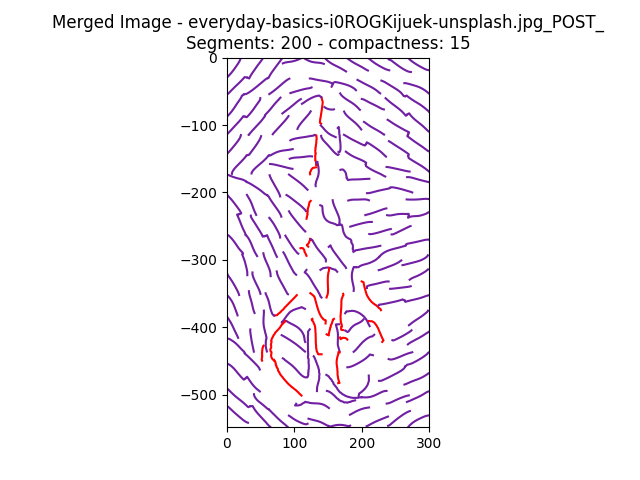 Merged Image - everyday-basics-i0ROGKijuek-unsplash.jpg_POST_
Segments: 200 - compactness: 15
0
−100
−200
−300
−400
−500
0 100 200 300